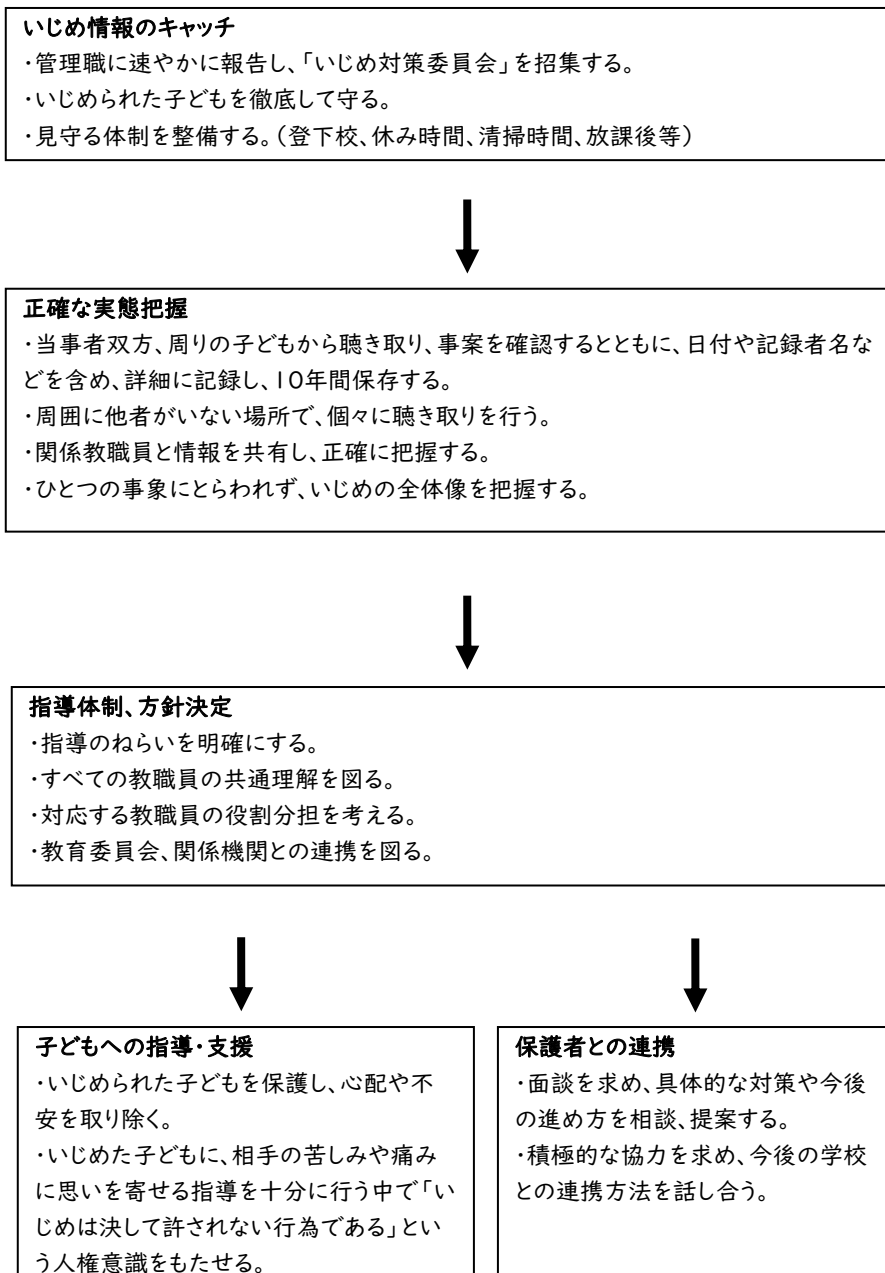 いじめ情報のキャッチ
・管理職に速やかに報告し、「いじめ対策委員会」を招集する。
・いじめられた子どもを徹底して守る。
・見守る体制を整備する。（登下校、休み時間、清掃時間、放課後等）
正確な実態把握
・当事者双方、周りの子どもから聴き取り、事案を確認するとともに、日付や記録者名な
どを含め、詳細に記録し、10年間保存する。
・周囲に他者がいない場所で、個々に聴き取りを行う。
・関係教職員と情報を共有し、正確に把握する。
・ひとつの事象にとらわれず、いじめの全体像を把握する。
指導体制、方針決定
・指導のねらいを明確にする。
・すべての教職員の共通理解を図る。
・対応する教職員の役割分担を考える。
・教育委員会、関係機関との連携を図る。
子どもへの指導・支援
・いじめられた子どもを保護し、心配や不
安を取り除く。
・いじめた子どもに、相手の苦しみや痛み
に思いを寄せる指導を十分に行う中で「い
じめは決して許されない行為である」とい
う人権意識をもたせる。
保護者との連携
・面談を求め、具体的な対策や今後
の進め方を相談、提案する。
・積極的な協力を求め、今後の学校
との連携方法を話し合う。